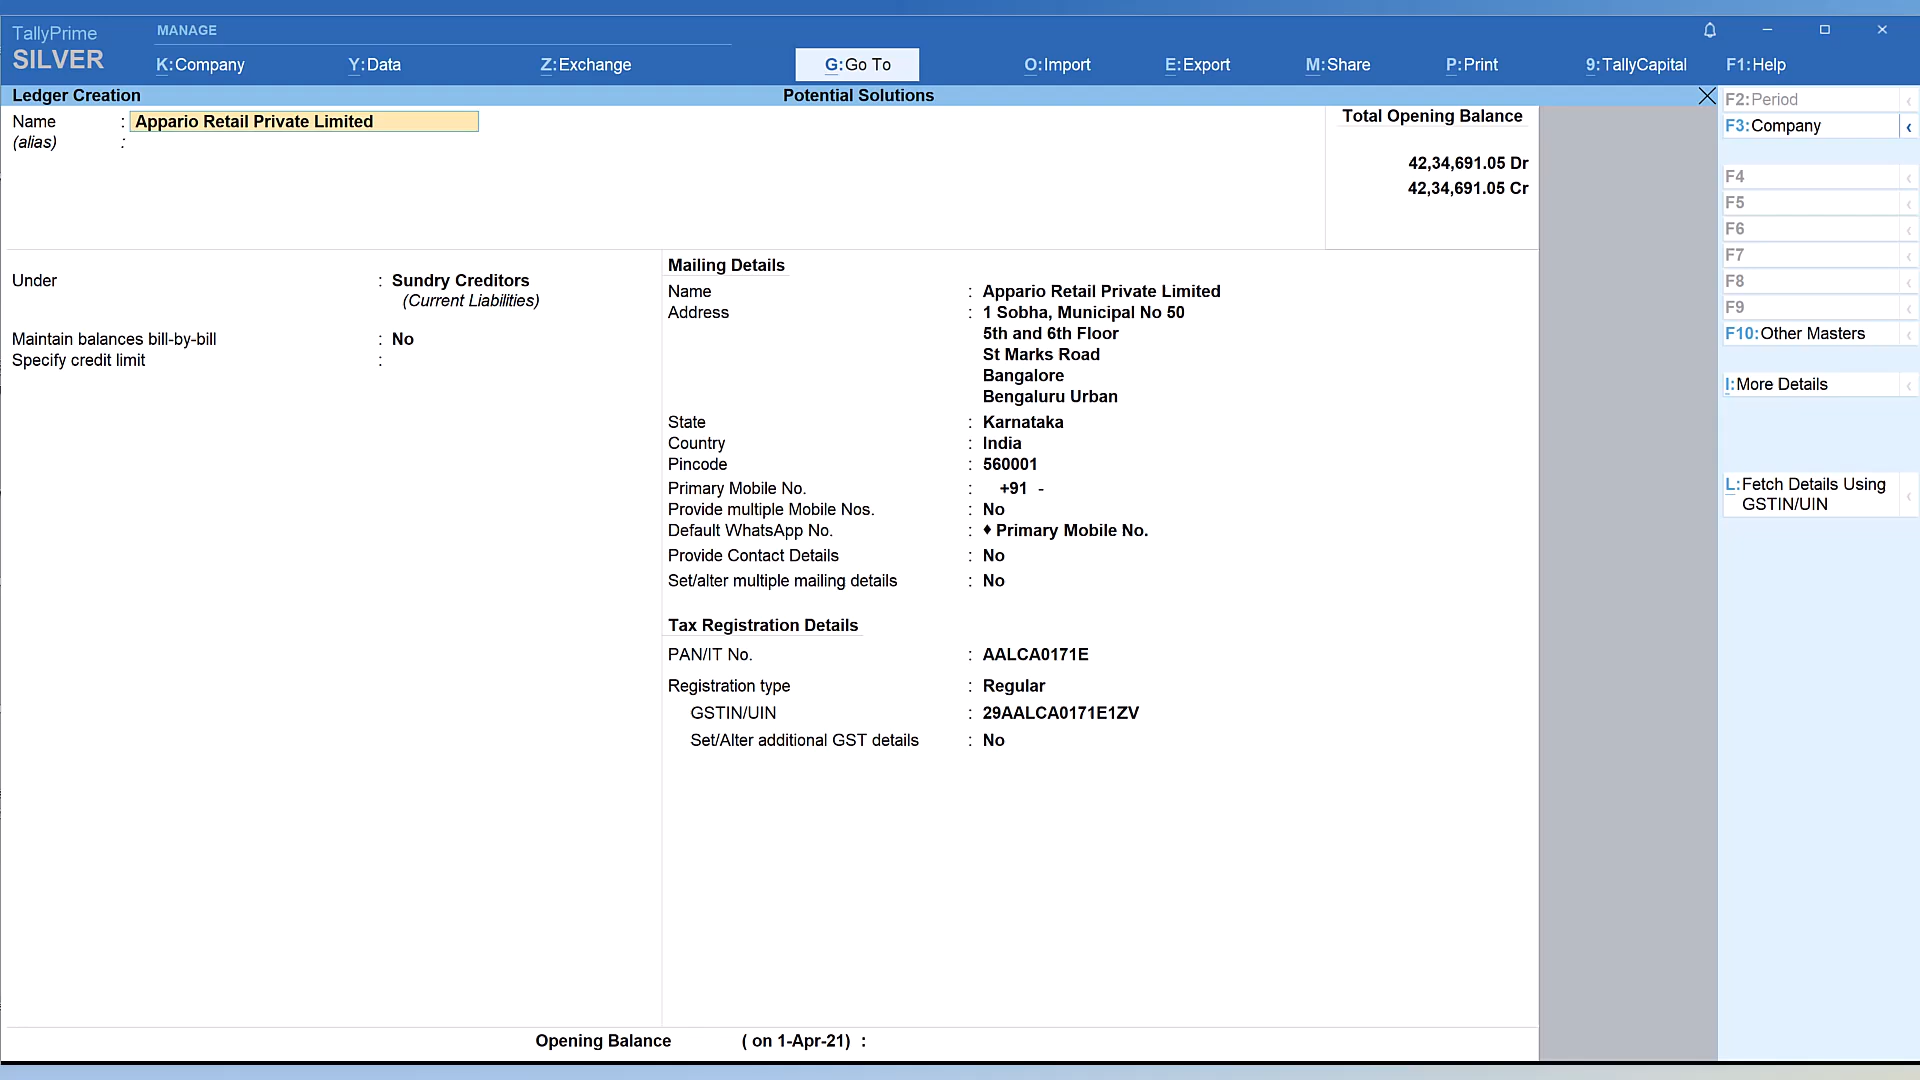 TallyPrime
SILVER
MANAGE
K:Company
Y:Data
Z:Exchange
G:Go To
O:Import
E:Export
M:Share
P:Print
9:TallyCapital
F1:Help
Ledger Creation
Potential Solutions
Name : Appario Retail Private Limited
(alias) :
Total Opening Balance
42,34,691.05 Dr
42,34,691.05 Cr
Under : Sundry Creditors
(Current Liabilities)
Maintain balances bill-by-bill : No
Specify credit limit :
Mailing Details
Name : Appario Retail Private Limited
Address : 1 Sobha, Municipal No 50
5th and 6th Floor
St Marks Road
Bangalore
Bengaluru Urban
State : Karnataka
Country : India
Pincode : 560001
Primary Mobile No. : +91 -
Provide multiple Mobile Nos. : No
Default WhatsApp No. : ♦ Primary Mobile No.
Provide Contact Details : No
Set/alter multiple mailing details : No
Tax Registration Details
PAN/IT No. : AALCA0171E
Registration type : Regular
GSTIN/UIN : 29AALCA0171E1ZV
Set/Alter additional GST details : No
Opening Balance ( on 1-Apr-21) :
F2:Period
F3:Company
F4
F5
F6
F7
F8
F9
F10:Other Masters
I:More Details
L:Fetch Details Using
GSTIN/UIN